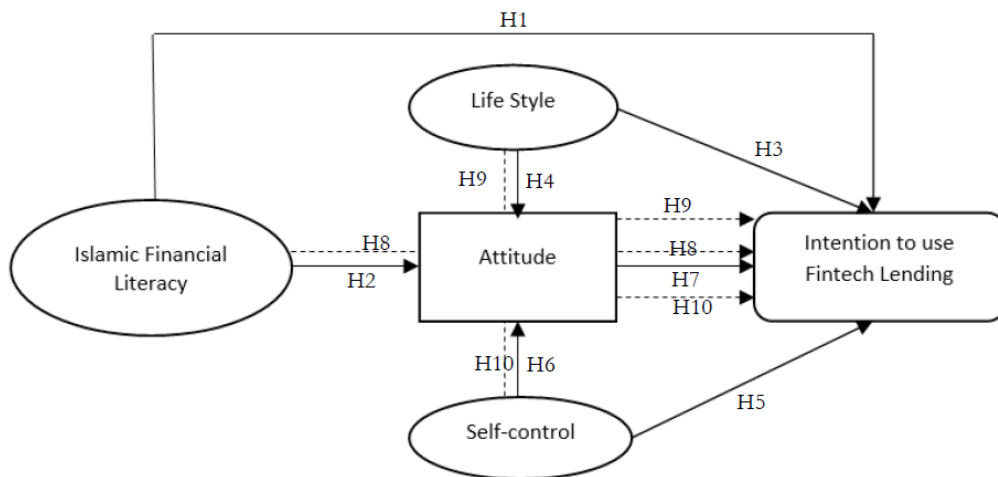 H1
Life Style
H3
H9
H4
H9
Islamic Financial
Literacy
H8
H2
Attitude
H8
H7
H10
Intention to use
Fintech Lending
H10
H6
H5
Self-control